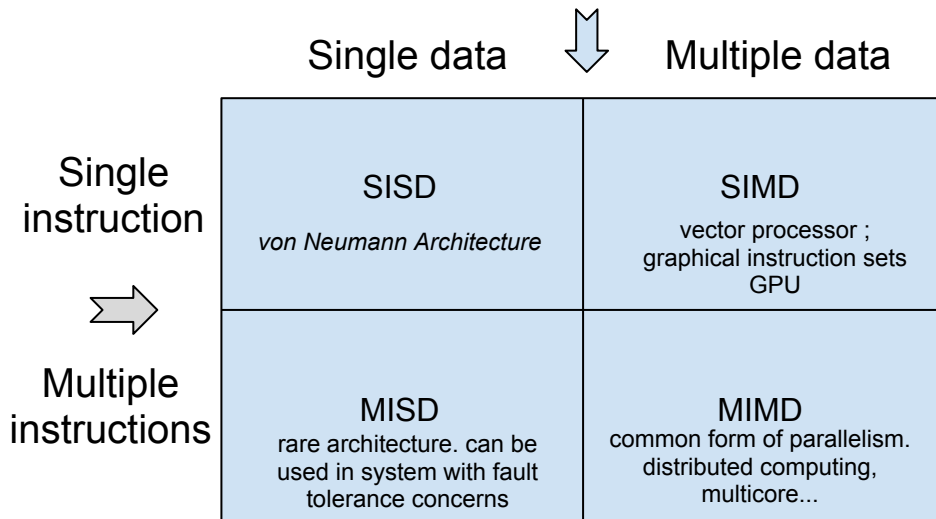 Single data
Multiple data
Single
instruction
SISD
von Neumann Architecture
SIMD
vector processor ;
graphical instruction sets
GPU
Multiple
instructions
MISD
rare architecture. can be
used in system with fault
tolerance concerns
MIMD
common form of parallelism.
distributed computing,
multicore...